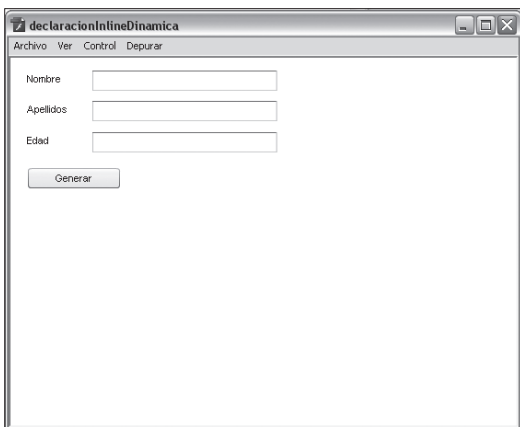 declaracionInlineDinamica
Archivo Ver Control Depurar
Nombre
Apellidos
Edad
Generar